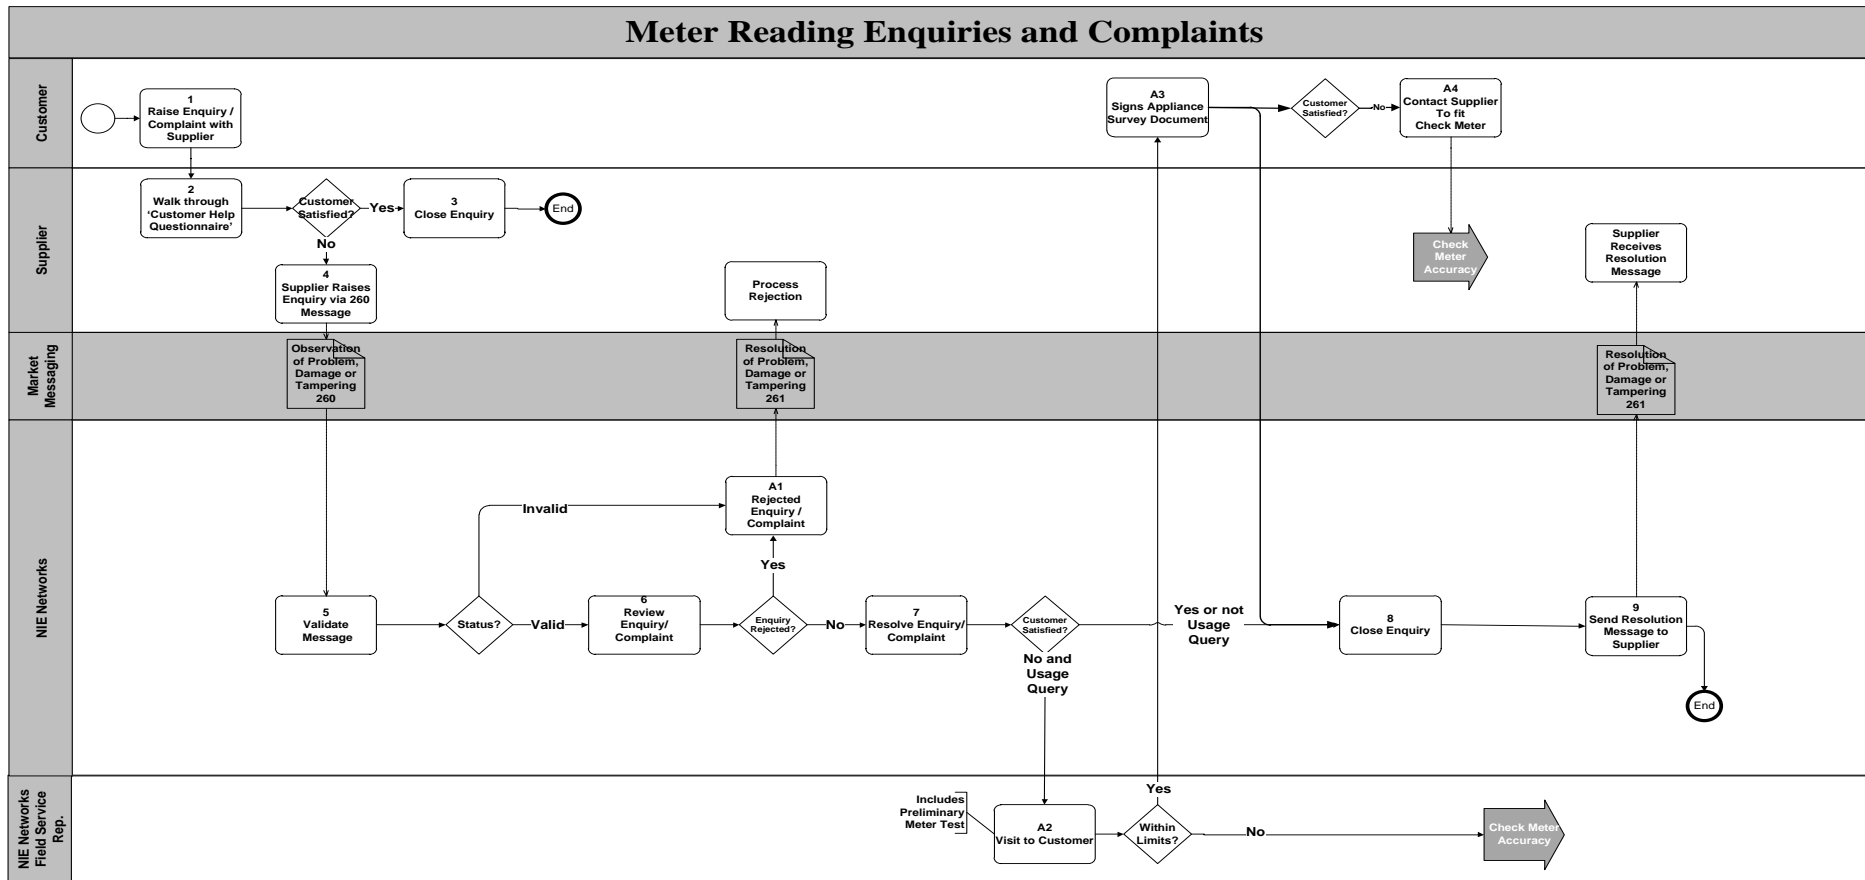 Meter Reading Enquiries and Complaints
Customer
1
Raise Enquiry /
Complaint with
Supplier
A3
Signs Appliance
Survey Document
Customer
Satisfied?
No
A4
Contact Supplier
To fit
Check Meter
Supplier
2
Walk through
‘Customer Help
Questionnaire’
Customer
Satisfied?
Yes
3
Close Enquiry
End
No
4
Supplier Raises
Enquiry via 260
Message
Process
Rejection
Check
Meter
Accuracy
Supplier
Receives
Resolution
Message
Market
Messaging
Observation
of Problem,
Damage or
Tampering
260
Resolution
of Problem,
Damage or
Tampering
261
Resolution
of Problem,
Damage or
Tampering
261
NIE Networks
A1
Rejected
Enquiry /
Complaint
Invalid
Yes
5
Validate
Message
Status?
Valid
6
Review
Enquiry/
Complaint
Enquiry
Rejected?
No
7
Resolve Enquiry/
Complaint
Customer
Satisfied?
Yes or not
Usage
Query
8
Close Enquiry
9
Send Resolution
Message to
Supplier
No and
Usage
Query
End
NIE Networks
Field Service
Rep.
Includes
Preliminary
Meter Test
A2
Visit to Customer
Yes
Within
Limits?
No
Check Meter
Accuracy